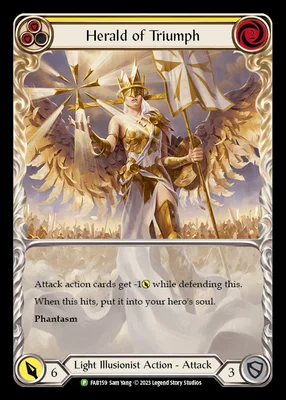 Herald of Triumph
Attack action cards get -1 while defending this.
When this hits, put it into your hero's soul.
Phantasm
6
Light Illusionist Action - Attack
3
P FAB159 Sam Yang © 2023 Legend Story Studios